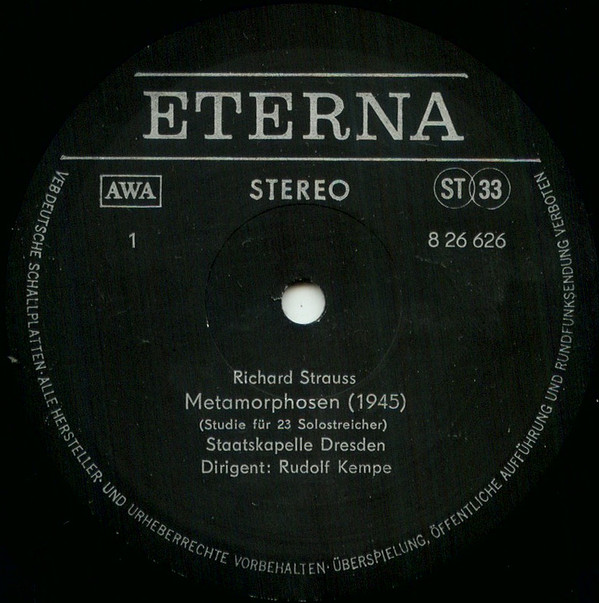 ETERNA
AWA
STEREO
ST 33
1
8 26 626
Richard Strauss
Metamorphosen (1945)
(Studie für 23 Solostreicher)
Staatskapelle Dresden
Dirigent: Rudolf Kempe
VEB DEUTSCHE SCHALLPLATTEN · ALLE HERSTELLER- UND URHEBERRECHTE VORBEHALTEN · ÜBERSPIELUNG, ÖFFENTLICHE AUFFÜHRUNG UND RUNDFUNKSENDUNG VERBOTEN